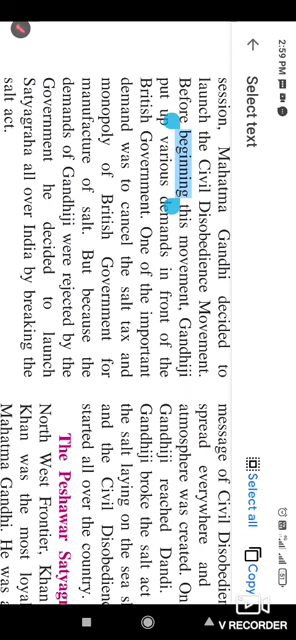 2:59 PM
Select text
Select all
Copy
session, Mahatma Gandhi decided to
launch the Civil Disobedience Movement.
Before beginning this movement, Gandhiji
put up various demands in front of the
British Government. One of the important
demand was to cancel the salt tax and
monopoly of British Government for
manufacture of salt. But because the
demands of Gandhiji were rejected by the
Government he decided to launch
Satyagraha all over India by breaking the
salt act.
message of Civil Disobedien
spread everywhere and
atmosphere was created. On
Gandhiji reached Dandi.
Gandhiji broke the salt act
the salt laying on the sea s
and the Civil Disobedienc
started all over the country.
The Peshawar Satyagr
North West Frontier, Khan
Khan was the most loyal
Mahatma Gandhi. He was a
V RECORDER